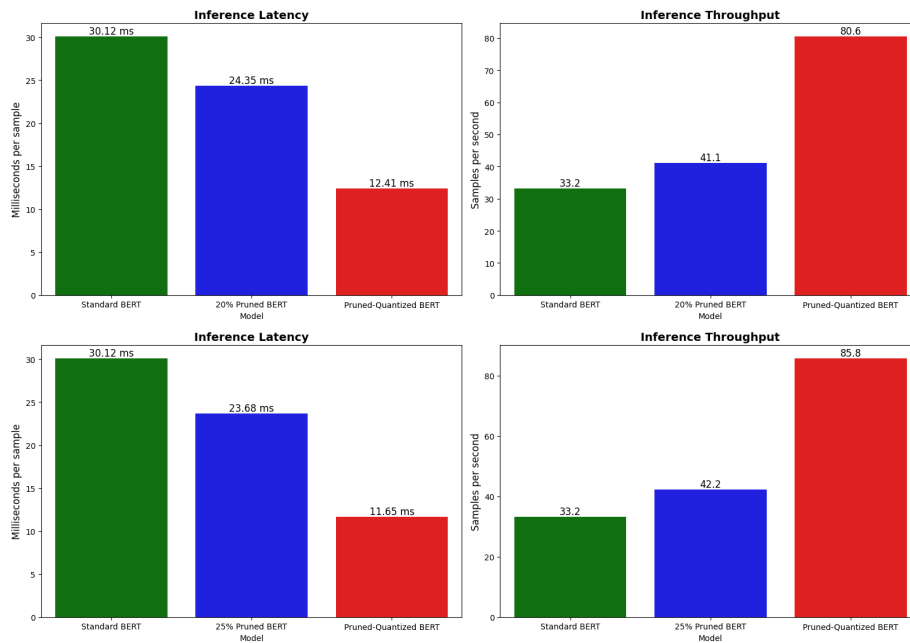 Inference Latency
Milliseconds per sample
30
25
20
15
10
5
0
30.12 ms
24.35 ms
12.41 ms
Standard BERT
20% Pruned BERT
Pruned-Quantized BERT
Model
Inference Throughput
Samples per second
80
70
60
50
40
30
20
10
0
33.2
41.1
80.6
Standard BERT
20% Pruned BERT
Pruned-Quantized BERT
Model
Inference Latency
Milliseconds per sample
30
25
20
15
10
5
0
30.12 ms
23.68 ms
11.65 ms
Standard BERT
25% Pruned BERT
Pruned-Quantized BERT
Model
Inference Throughput
Samples per second
80
60
40
20
0
33.2
42.2
85.8
Standard BERT
25% Pruned BERT
Pruned-Quantized BERT
Model